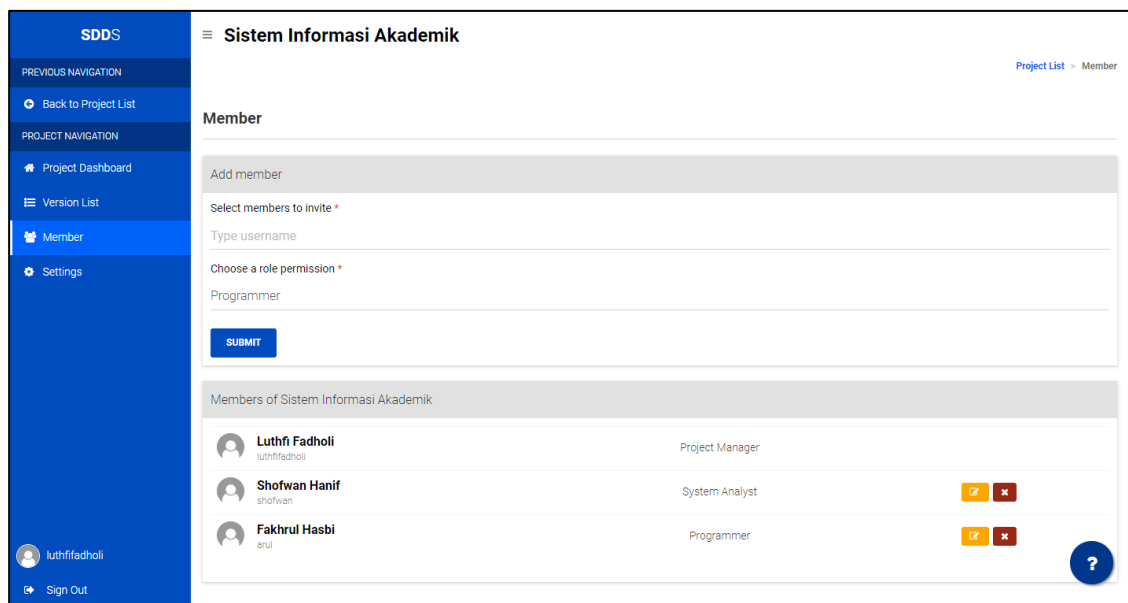 SDDS
Sistem Informasi Akademik
PREVIOUS NAVIGATION
Project List > Member
Back to Project List
Member
PROJECT NAVIGATION
Project Dashboard
Version List
Member
Settings
Add member
Select members to invite *
Type username
Choose a role permission *
Programmer
SUBMIT
Members of Sistem Informasi Akademik
Luthfi Fadholi
luthfifadholi
Project Manager
Shofwan Hanif
shofwan
System Analyst
Fakhrul Hasbi
arul
Programmer
luthfifadholi
Sign Out
?